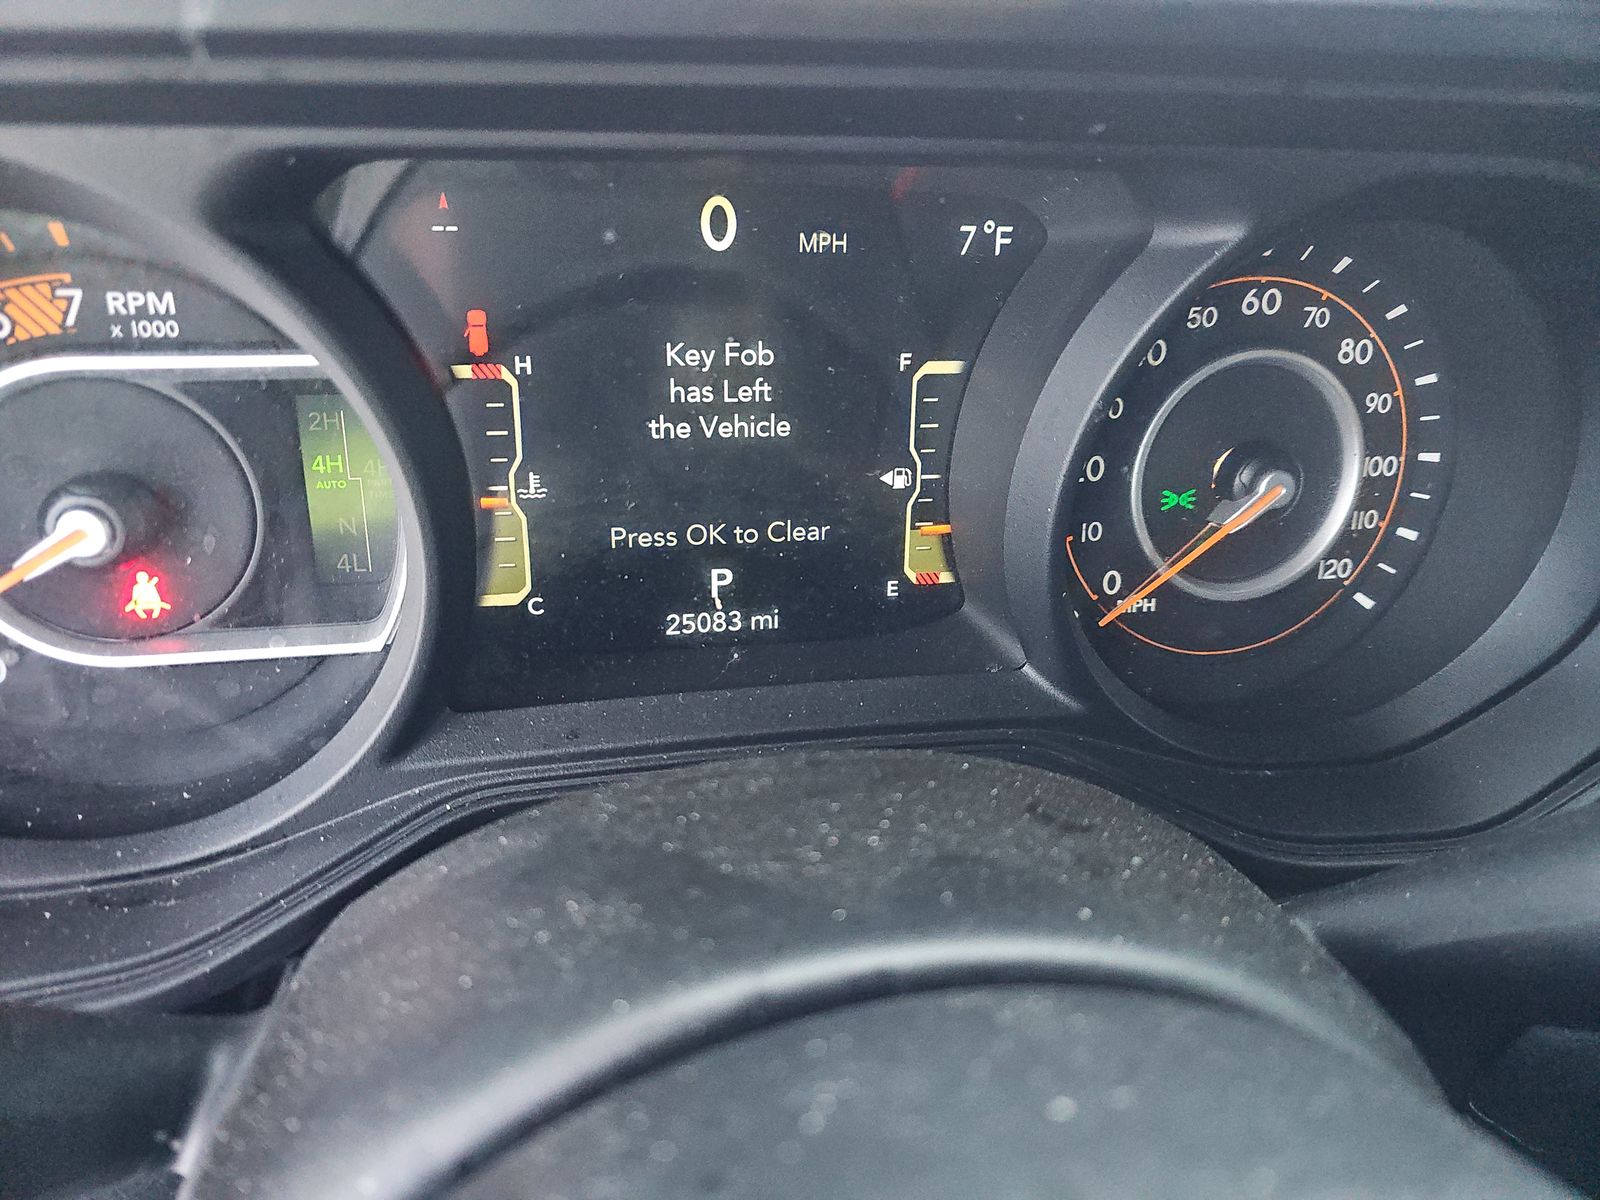 --
0 MPH
7°F
7 RPM
x 1000
H
F
Key Fob
has Left
the Vehicle
2H
4H
AUTO
N
4L
Press OK to Clear
C
E
P
25083 mi
50
60
70
80
90
100
110
120
10
0
MPH